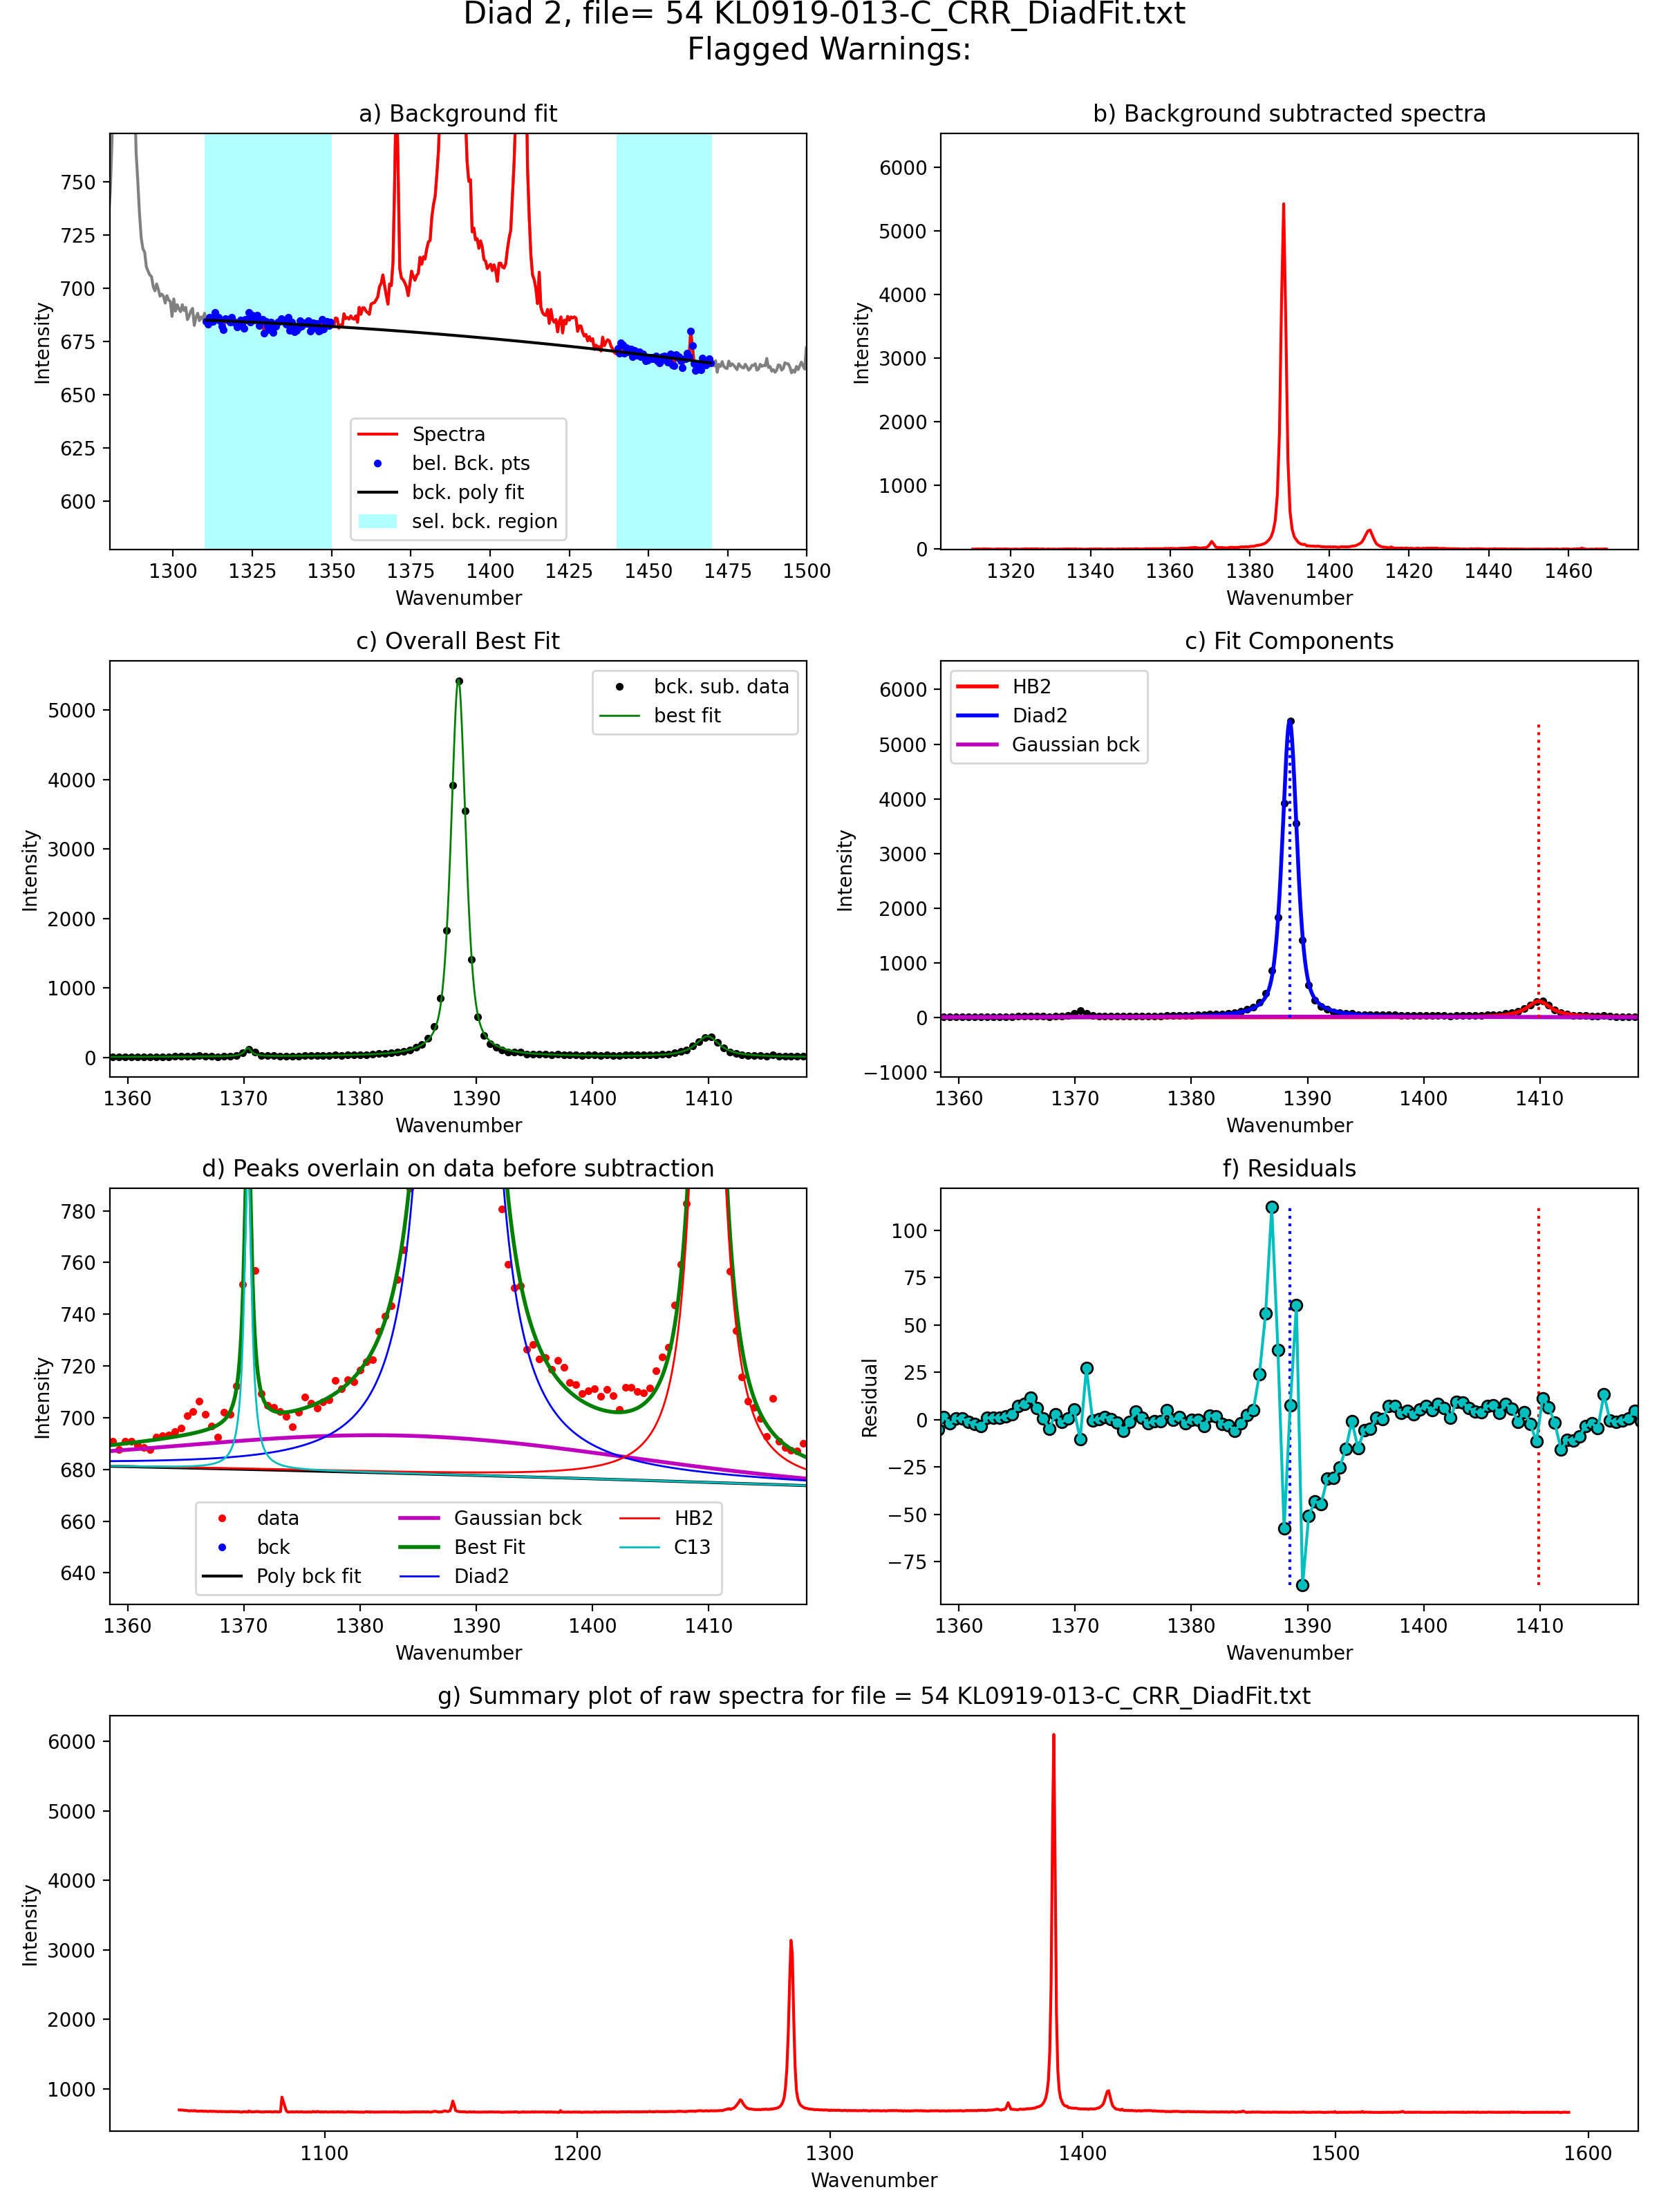 Diad 2, file= 54 KL0919-013-C_CRR_DiadFit.txt
Flagged Warnings:
a) Background fit
Intensity
750
725
700
675
650
625
600
Spectra
bel. Bck. pts
bck. poly fit
sel. bck. region
1300 1325 1350 1375 1400 1425 1450 1475 1500
Wavenumber
b) Background subtracted spectra
Intensity
6000
5000
4000
3000
2000
1000
0
1320 1340 1360 1380 1400 1420 1440 1460
Wavenumber
c) Overall Best Fit
Intensity
5000
4000
3000
2000
1000
0
bck. sub. data
best fit
1360 1370 1380 1390 1400 1410
Wavenumber
c) Fit Components
Intensity
6000
5000
4000
3000
2000
1000
0
−1000
HB2
Diad2
Gaussian bck
1360 1370 1380 1390 1400 1410
Wavenumber
d) Peaks overlain on data before subtraction
Intensity
780
760
740
720
700
680
660
640
data
bck
Poly bck fit
Gaussian bck
Best Fit
Diad2
HB2
C13
1360 1370 1380 1390 1400 1410
Wavenumber
f) Residuals
Residual
100
75
50
25
0
−25
−50
−75
1360 1370 1380 1390 1400 1410
Wavenumber
g) Summary plot of raw spectra for file = 54 KL0919-013-C_CRR_DiadFit.txt
Intensity
6000
5000
4000
3000
2000
1000
1100 1200 1300 1400 1500 1600
Wavenumber